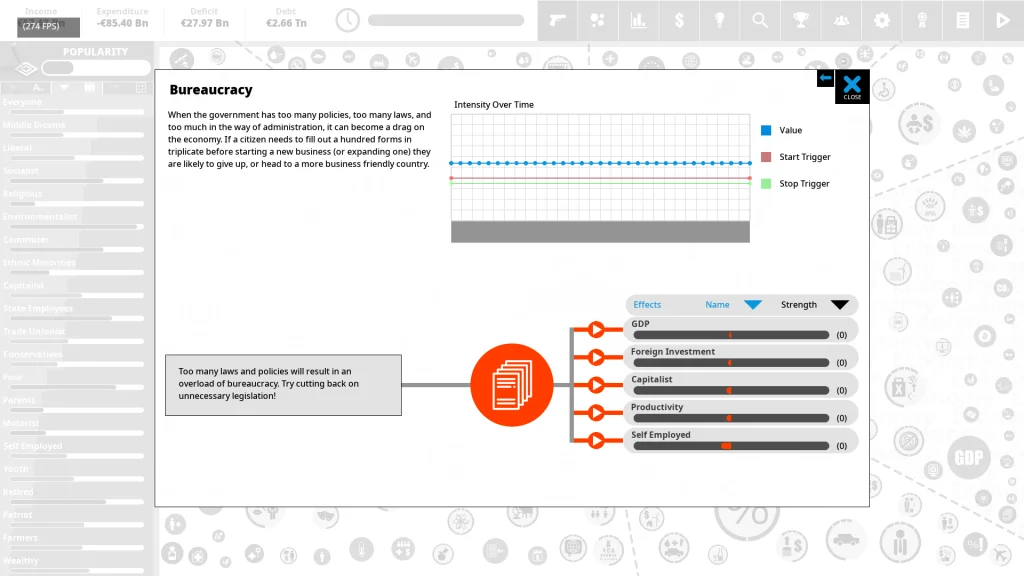 Income
Expenditure
Deficit
Debt
-€85.40 Bn
€27.97 Bn
€2.66 Tn
(274 FPS)
POPULARITY
Everyone
Middle Income
Liberal
Socialist
Religious
Environmentalist
Commuter
Ethnic Minorities
Capitalist
State Employees
Trade Unionist
Conservatives
Poor
Parents
Motorist
Self Employed
Youth
Retired
Patriot
Farmers
Wealthy
Bureaucracy
CLOSE
When the government has too many policies, too many laws, and
too much in the way of administration, it can become a drag on
the economy. If a citizen needs to fill out a hundred forms in
triplicate before starting a new business (or expanding one) they
are likely to give up, or head to a more business friendly country.
Intensity Over Time
Value
Start Trigger
Stop Trigger
Too many laws and policies will result in an
overload of bureaucracy. Try cutting back on
unnecessary legislation!
Effects Name Strength
GDP
(0)
Foreign Investment
(0)
Capitalist
(0)
Productivity
(0)
Self Employed
(0)
GDP